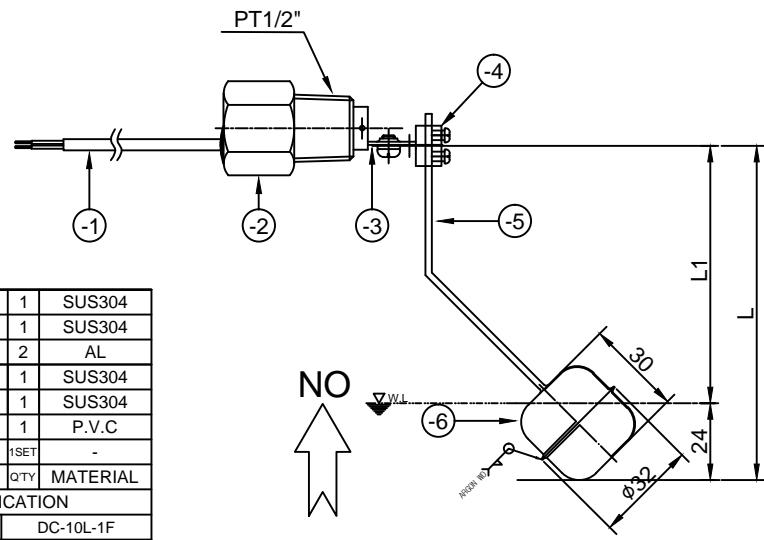 PT1/2"
-4
-1
-2
-3
-5
L1
L
1 SUS304
1 SUS304
2 AL
1 SUS304
1 SUS304
1 P.V.C
1SET -
Q'TY MATERIAL
ICATION
DC-10L-1F
NO
W.L
-6
30
24
ϕ32